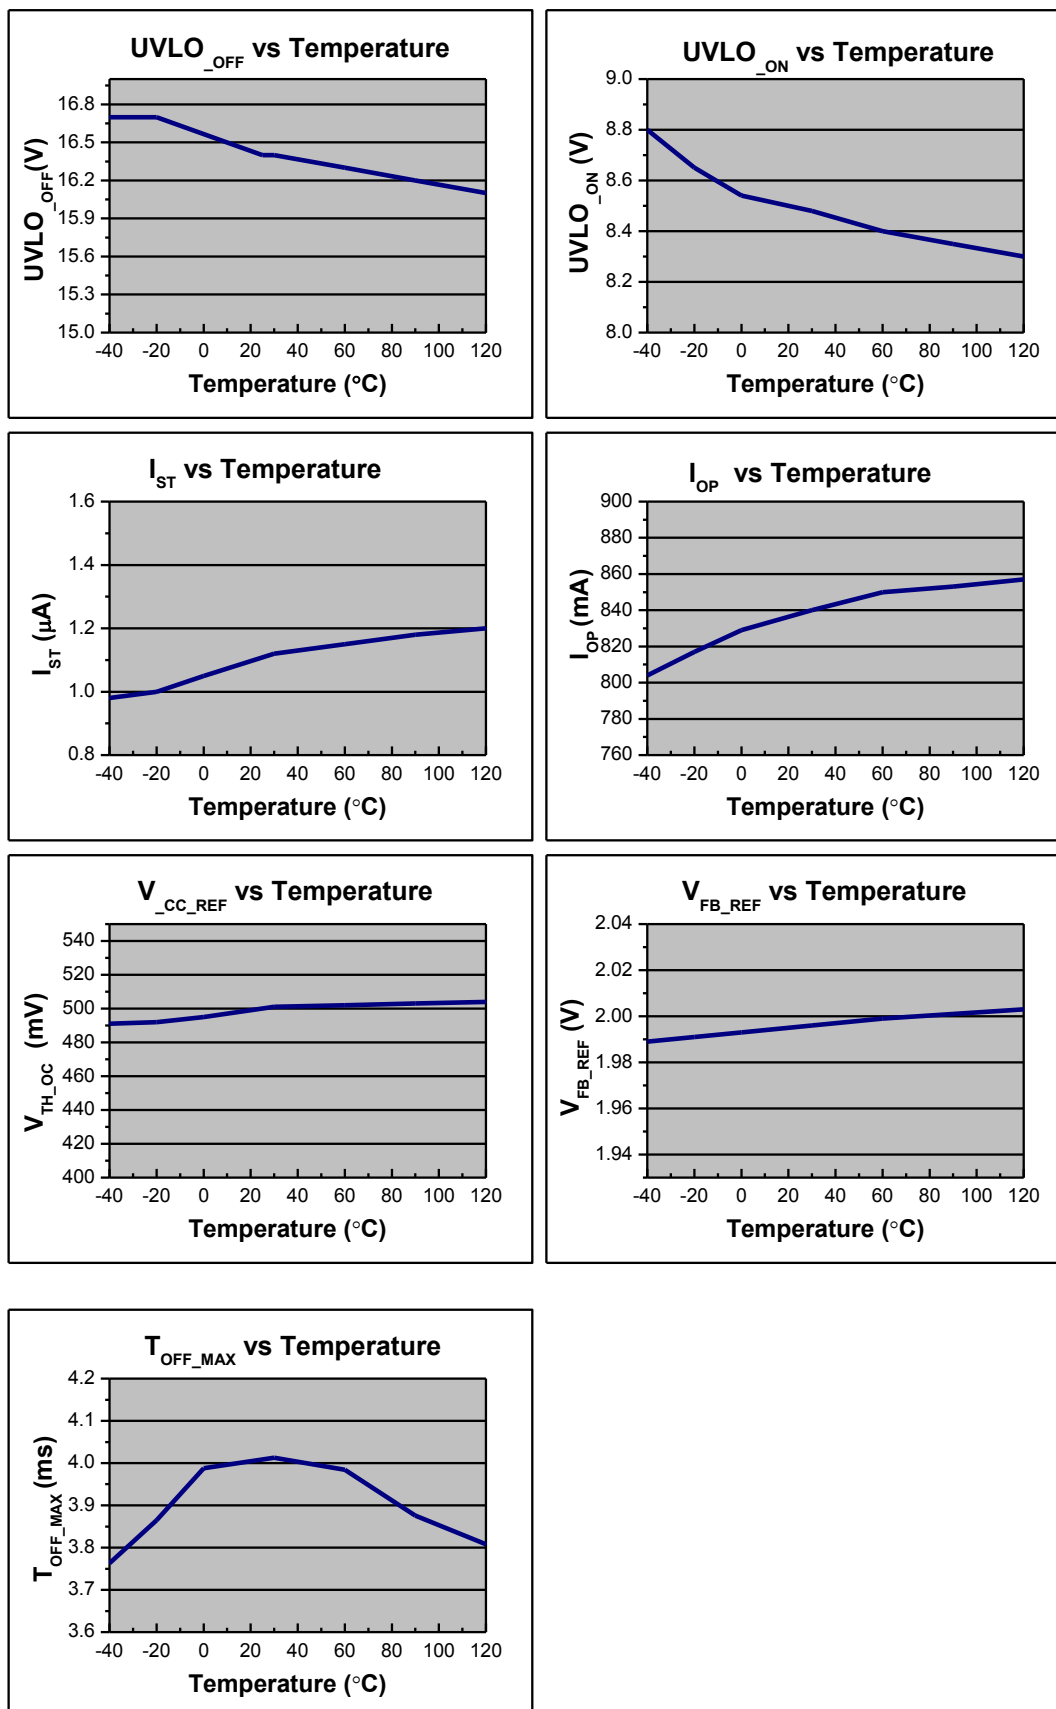 UVLO_OFF vs Temperature
UVLO_OFF(V)
16.8
16.5
16.2
15.9
15.6
15.3
15.0
-40 -20 0 20 40 60 80 100 120
Temperature (°C)
UVLO_ON vs Temperature
UVLO_ON (V)
9.0
8.8
8.6
8.4
8.2
8.0
-40 -20 0 20 40 60 80 100 120
Temperature (°C)
I_ST vs Temperature
I_ST (μA)
1.6
1.4
1.2
1.0
0.8
-40 -20 0 20 40 60 80 100 120
Temperature (°C)
I_OP vs Temperature
I_OP (mA)
900
880
860
840
820
800
780
760
-40 -20 0 20 40 60 80 100 120
Temperature (°C)
V_CC_REF vs Temperature
V_TH_OC (mV)
540
520
500
480
460
440
420
400
-40 -20 0 20 40 60 80 100 120
Temperature (°C)
V_FB_REF vs Temperature
V_FB_REF (V)
2.04
2.02
2.00
1.98
1.96
1.94
-40 -20 0 20 40 60 80 100 120
Temperature (°C)
T_OFF_MAX vs Temperature
T_OFF_MAX (ms)
4.2
4.1
4.0
3.9
3.8
3.7
3.6
-40 -20 0 20 40 60 80 100 120
Temperature (°C)